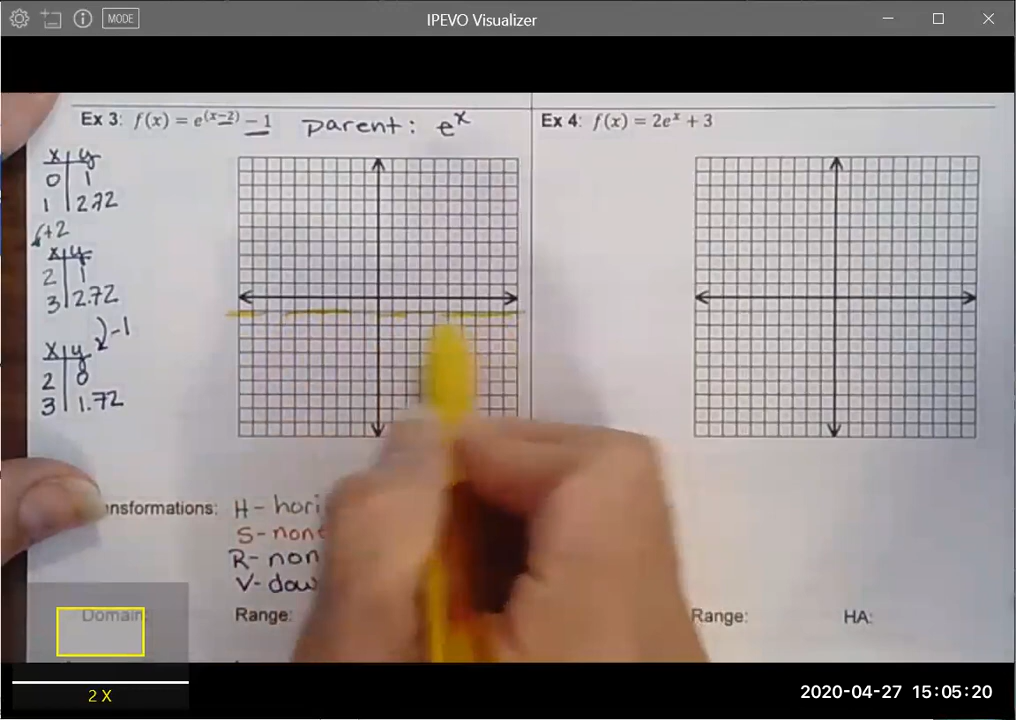 MODE
IPEVO Visualizer
Ex 3: f(x) = e^(x−2) − 1 parent: e^x
x y
0 1
1 2.72
+2
x y
2 1
3 2.72
-1
x y
2 0
3 1.72
Ex 4: f(x) = 2e^x + 3
nsformations: H - hori
S - none
R - non
V - dow
Domain:
Range:
Range:
HA:
2 X
2020-04-27 15:05:20